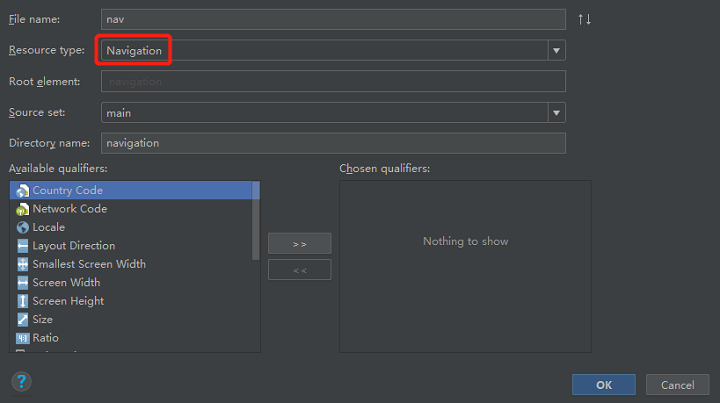 File name: nav
Resource type: Navigation
Root element: navigation
Source set: main
Directory name: navigation
Available qualifiers: Chosen qualifiers:
Country Code
Network Code
Locale
Layout Direction
Smallest Screen Width
Screen Width
Screen Height
Size
Ratio
>>
<<
Nothing to show
?
OK Cancel